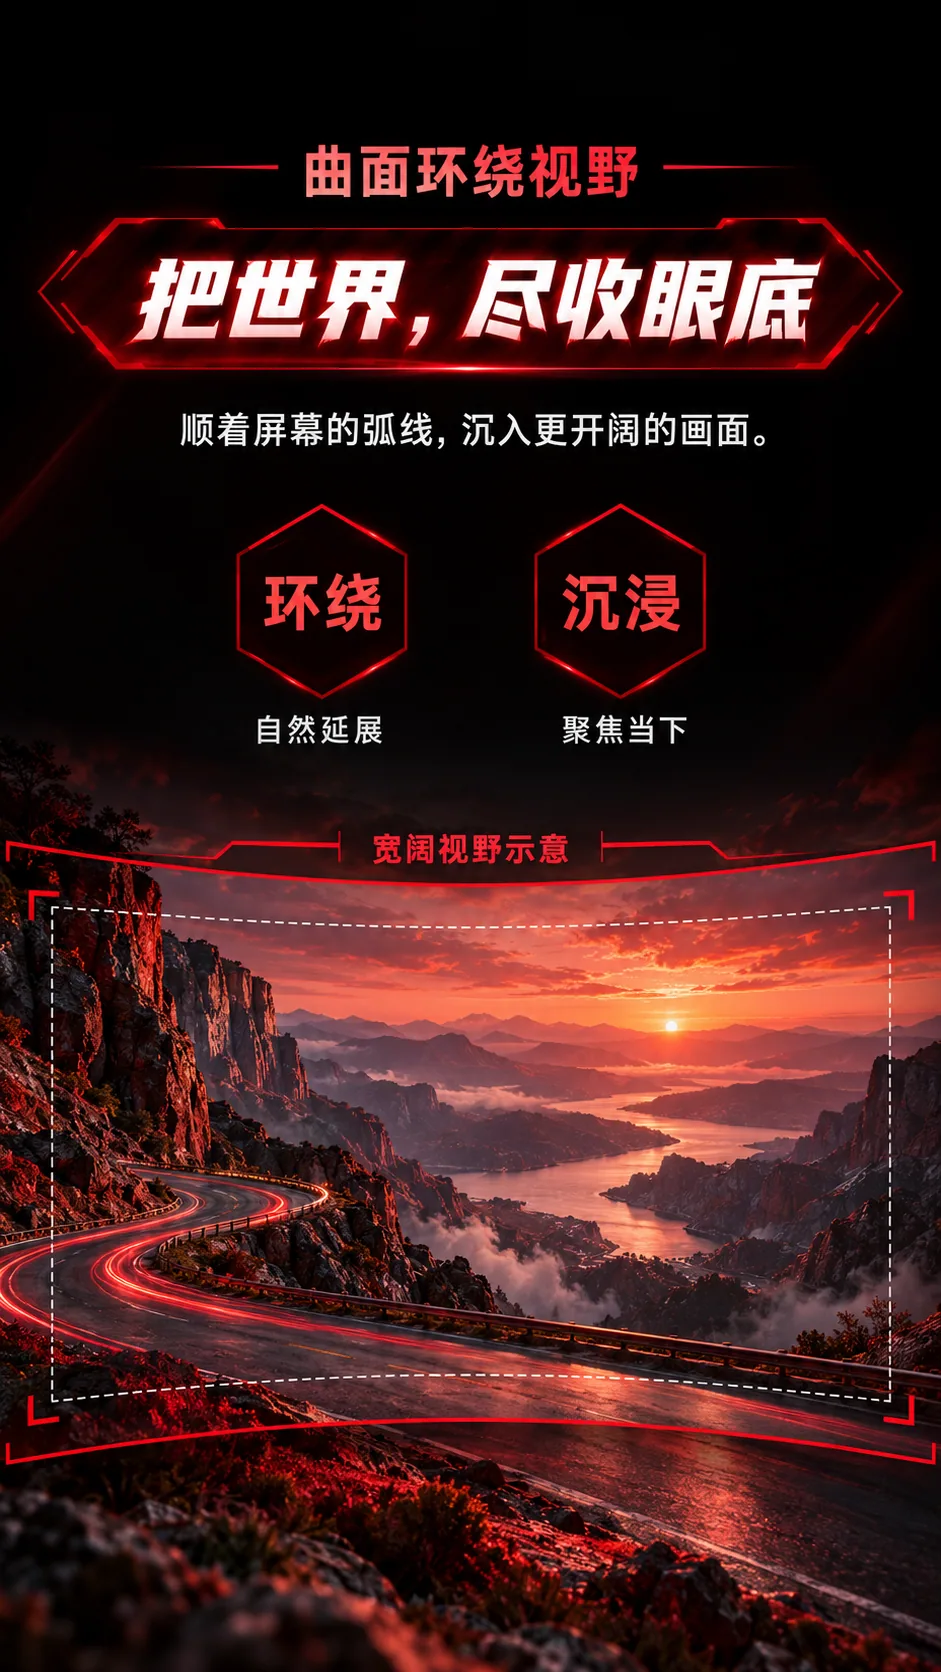 曲面环绕视野
把世界，尽收眼底
顺着屏幕的弧线，沉入更开阔的画面。
环绕
沉浸
自然延展
聚焦当下
宽阔视野示意